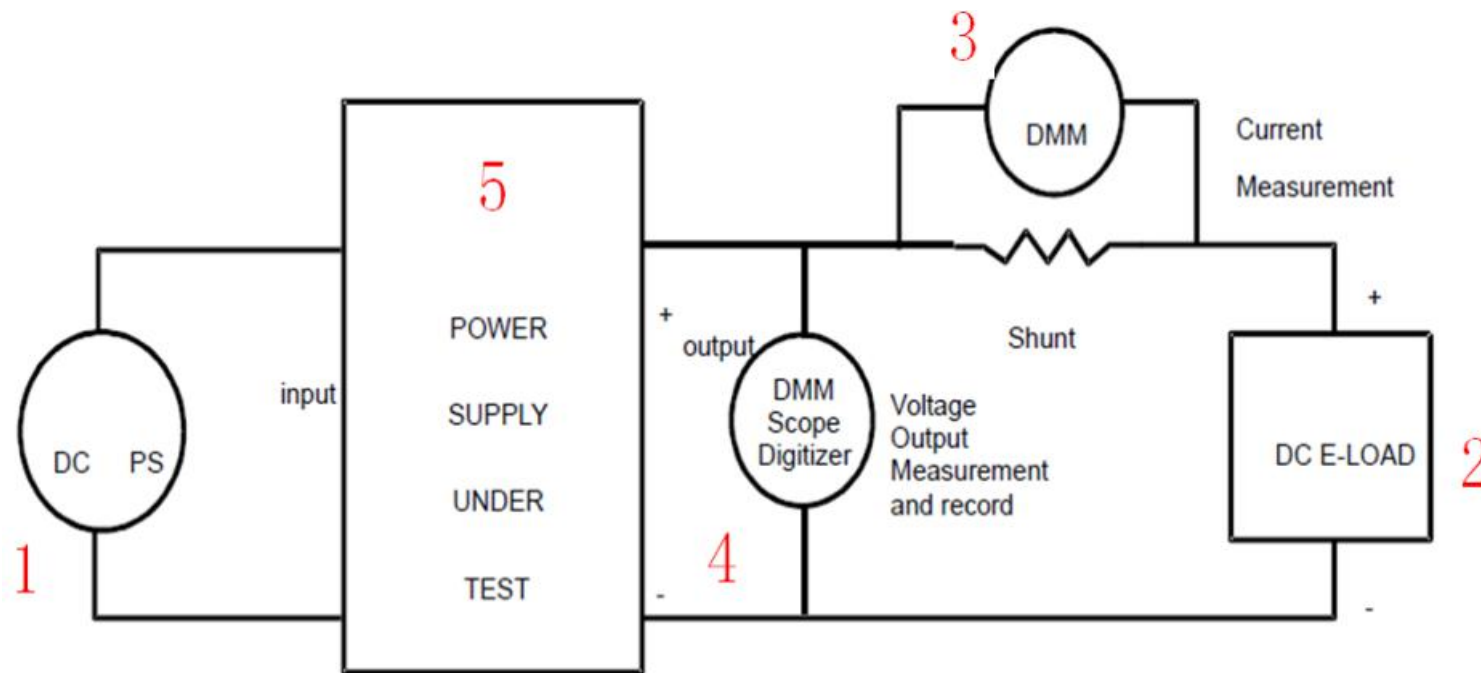 3
DMM
Current
Measurement
5
POWER
SUPPLY
UNDER
TEST
input
+
output
-
DC PS
1
DMM
Scope
Digitizer
Voltage
Output
Measurement
and record
4
Shunt
+
DC E-LOAD
2
-